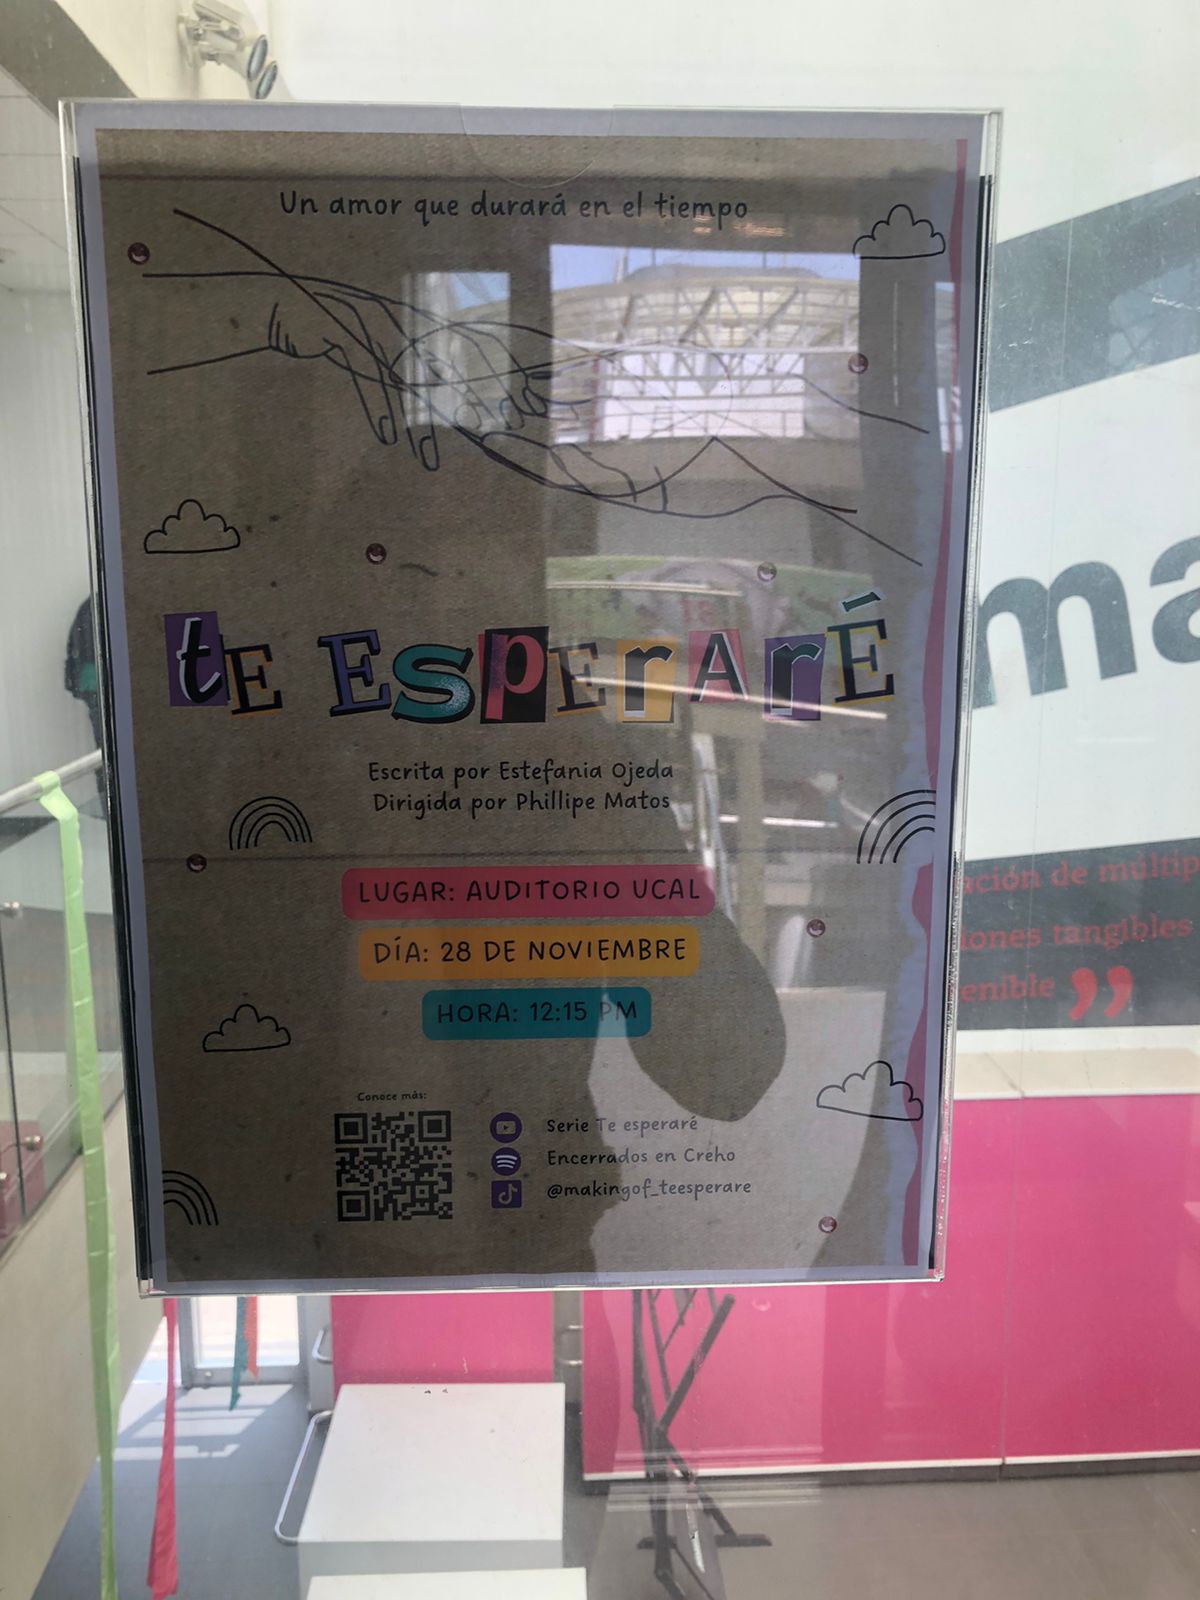 Un amor que durará en el tiempo
tE EsPErArÉ
Escrita por Estefania Ojeda
Dirigida por Phillipe Matos
LUGAR: AUDITORIO UCAL
DÍA: 28 DE NOVIEMBRE
HORA: 12:15 PM
Conoce más:
Serie Te esperaré
Encerrados en Creho
@makingof_teesperare
ma
ación de múltip
iones tangibles
enible ”